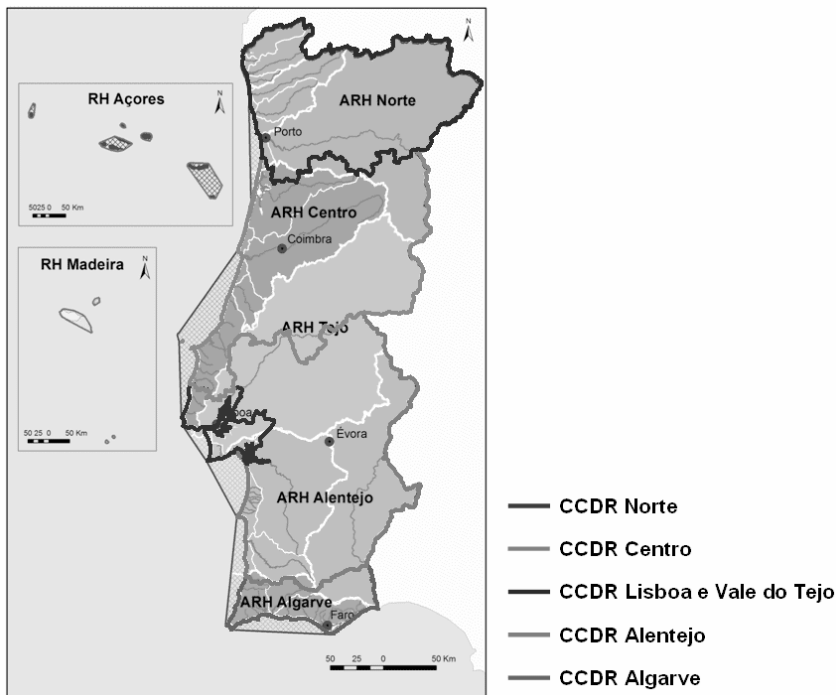 N
ARH Norte
RH Açores
N
Porto
5025 0 50 Km
ARH Centro
Coimbra
RH Madeira
N
ARH Tejo
50 25 0 50 Km
Évora
ARH Alentejo
ARH Algarve
Faro
50 25 0 50 Km
CCDR Norte
CCDR Centro
CCDR Lisboa e Vale do Tejo
CCDR Alentejo
CCDR Algarve